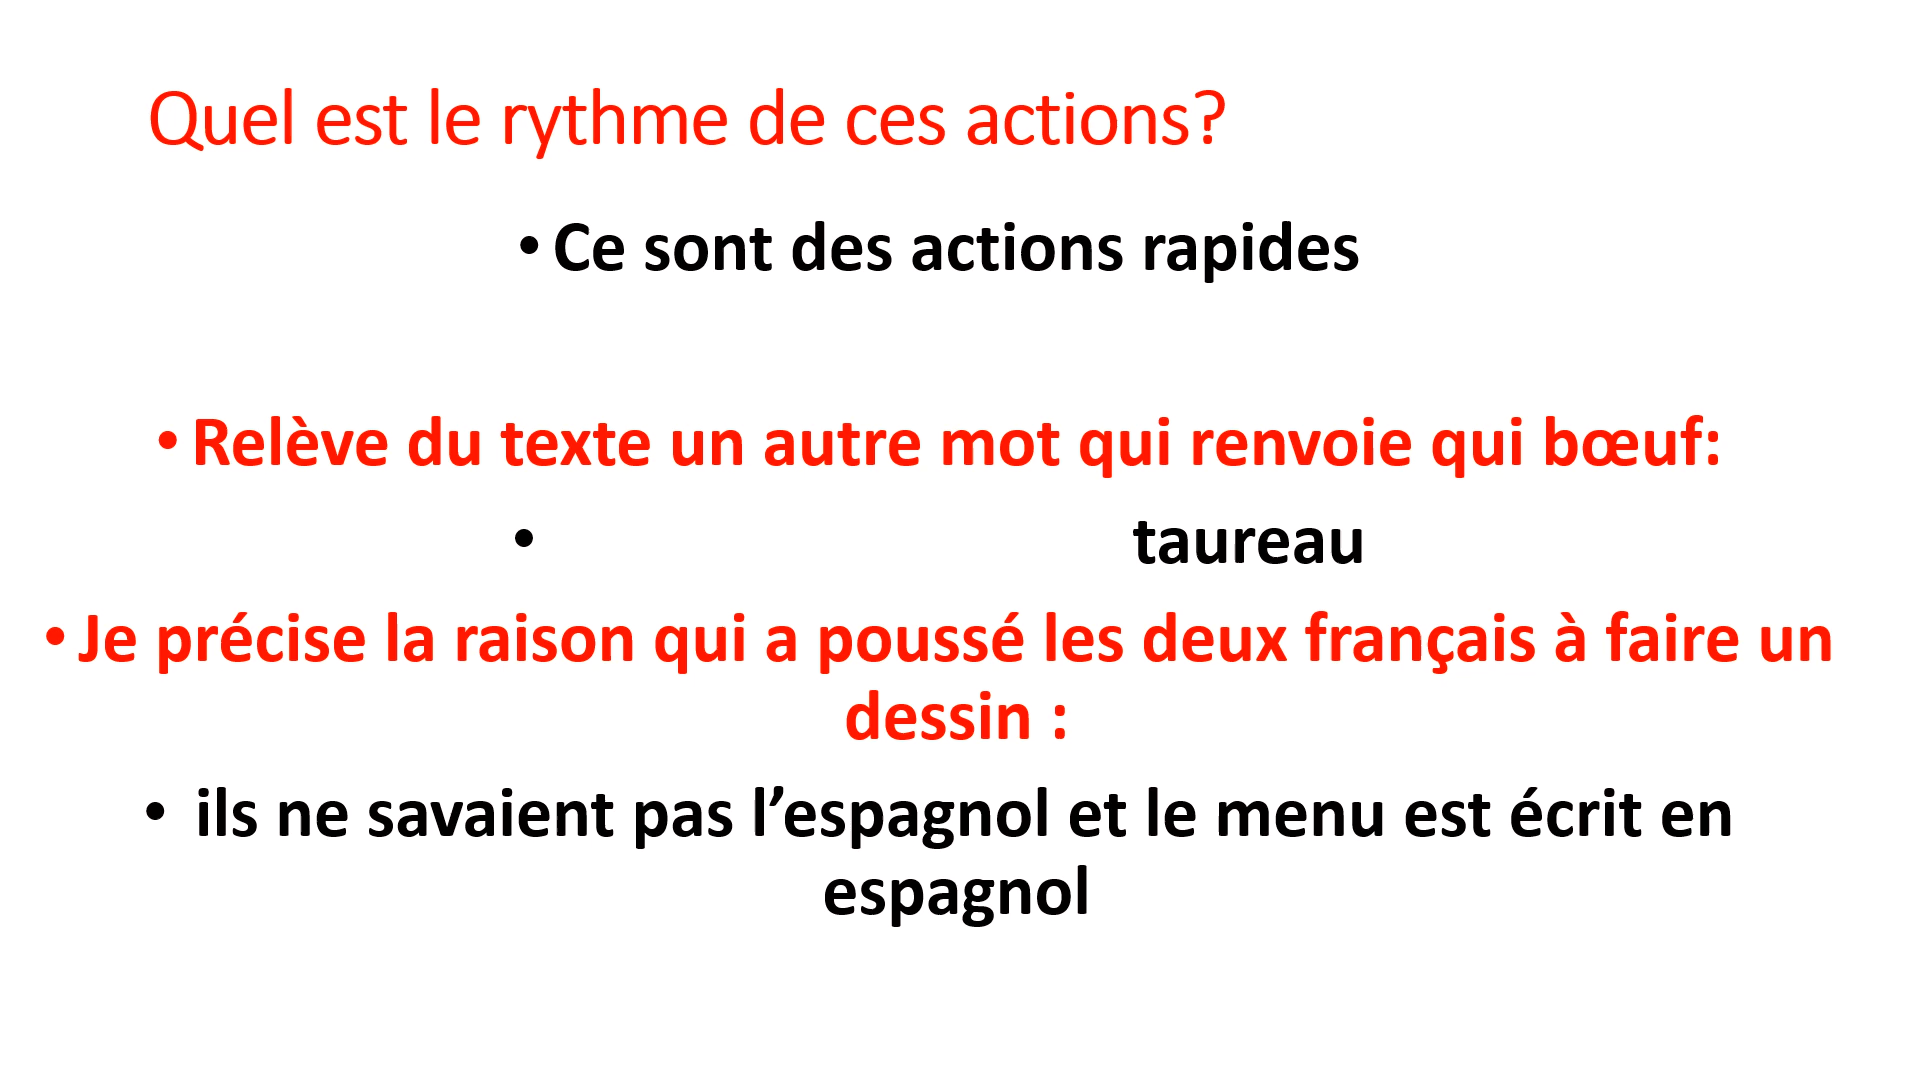 Quel est le rythme de ces actions?
• Ce sont des actions rapides
• Relève du texte un autre mot qui renvoie qui bœuf:
• taureau
• Je précise la raison qui a poussé les deux français à faire un
dessin :
• ils ne savaient pas l’espagnol et le menu est écrit en
espagnol